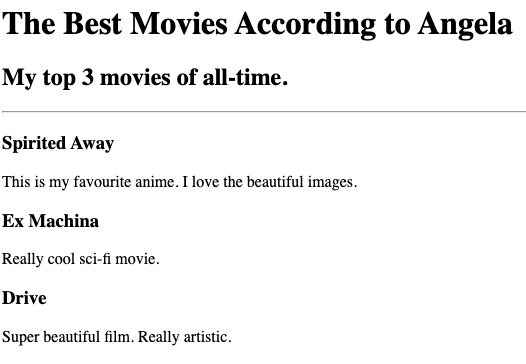 The Best Movies According to Angela
My top 3 movies of all-time.
Spirited Away
This is my favourite anime. I love the beautiful images.
Ex Machina
Really cool sci-fi movie.
Drive
Super beautiful film. Really artistic.